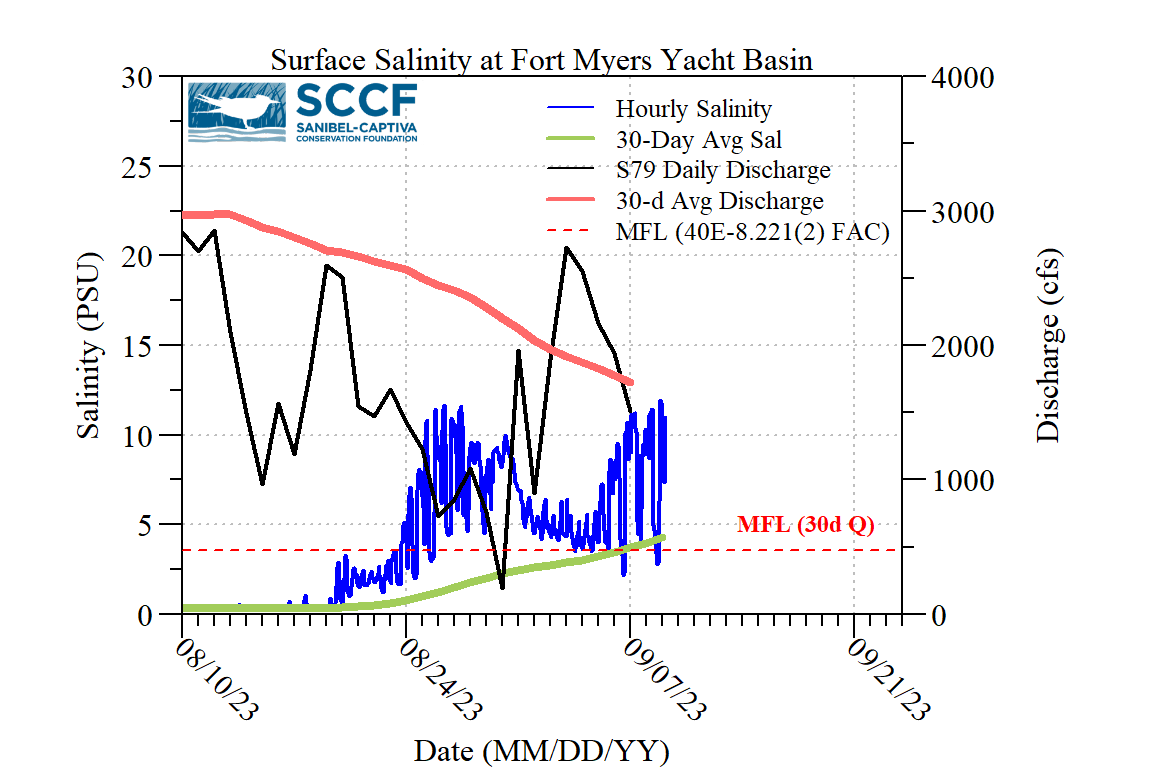 Surface Salinity at Fort Myers Yacht Basin
30
25
20
15
10
5
0
Salinity (PSU)
SCCF
SANIBEL-CAPTIVA
CONSERVATION FOUNDATION
Hourly Salinity
30-Day Avg Sal
S79 Daily Discharge
30-d Avg Discharge
MFL (40E-8.221(2) FAC)
MFL (30d Q)
4000
3000
2000
1000
0
Discharge (cfs)
08/10/23
08/24/23
09/07/23
09/21/23
Date (MM/DD/YY)